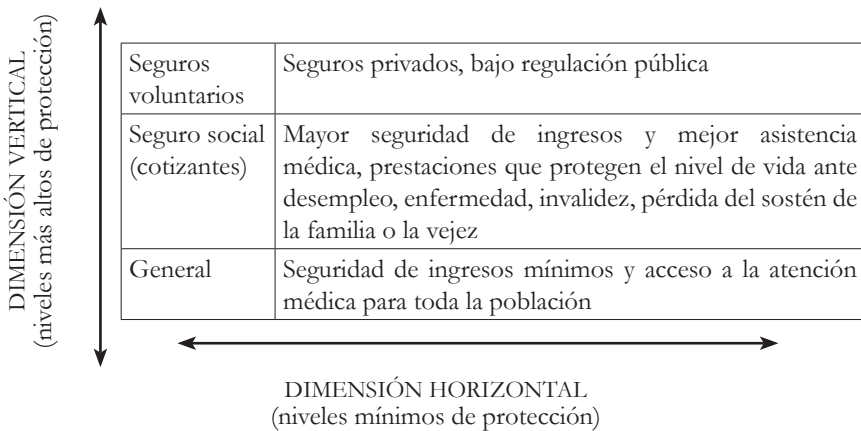 DIMENSIÓN VERTICAL
(niveles más altos de protección)
Seguros
voluntarios
Seguros privados, bajo regulación pública
Seguro social
(cotizantes)
Mayor seguridad de ingresos y mejor asistencia
médica, prestaciones que protegen el nivel de vida ante
desempleo, enfermedad, invalidez, pérdida del sostén de
la familia o la vejez
General
Seguridad de ingresos mínimos y acceso a la atención
médica para toda la población
DIMENSIÓN HORIZONTAL
(niveles mínimos de protección)